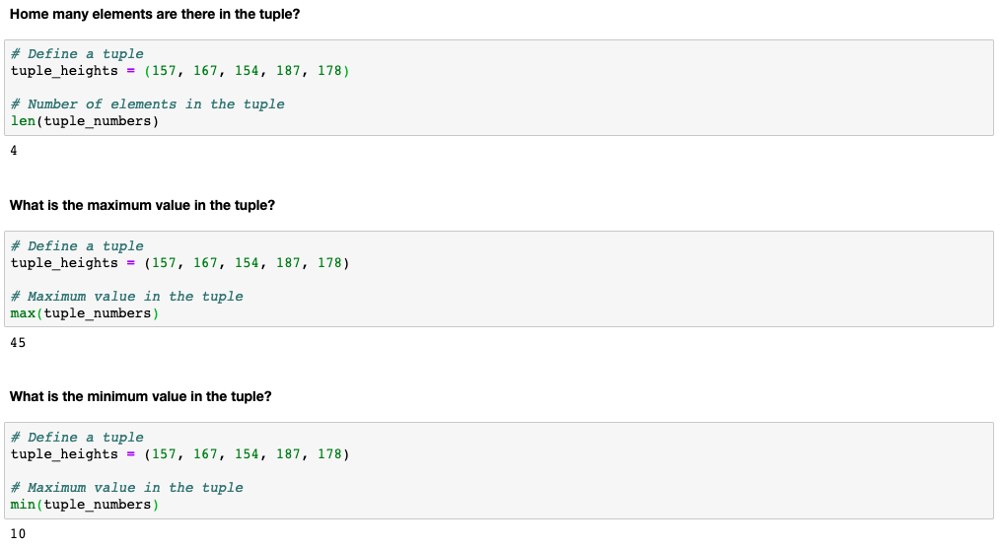 Home many elements are there in the tuple?
# Define a tuple
tuple_heights = (157, 167, 154, 187, 178)
# Number of elements in the tuple
len(tuple_numbers)
4
What is the maximum value in the tuple?
# Define a tuple
tuple_heights = (157, 167, 154, 187, 178)
# Maximum value in the tuple
max(tuple_numbers)
45
What is the minimum value in the tuple?
# Define a tuple
tuple_heights = (157, 167, 154, 187, 178)
# Maximum value in the tuple
min(tuple_numbers)
10